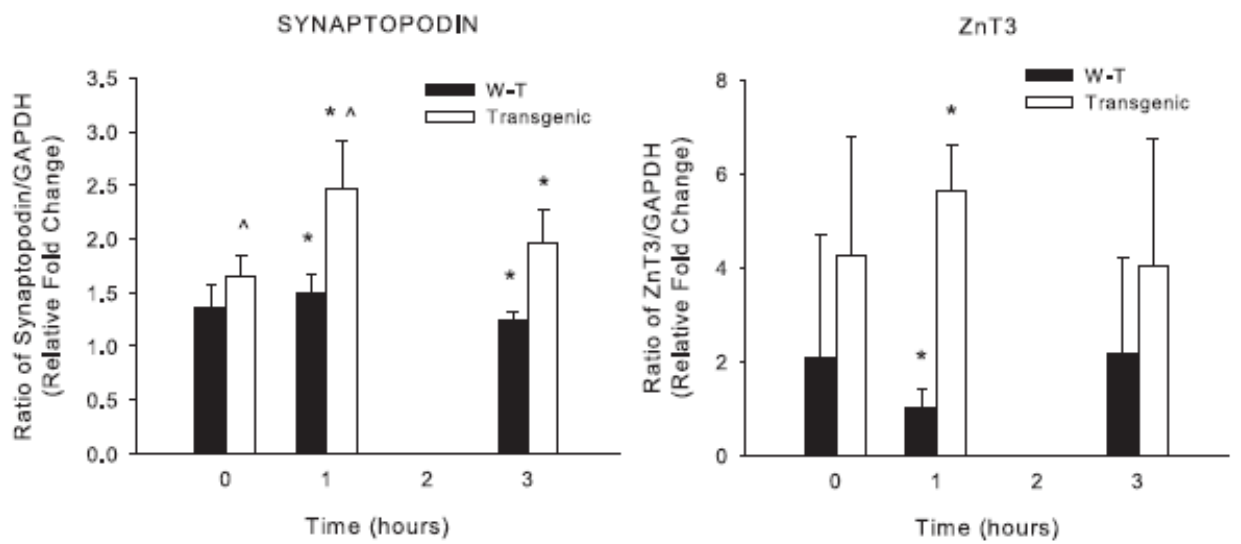 SYNAPTOPODIN
Ratio of Synaptopodin/GAPDH
(Relative Fold Change)
3.5
3.0
2.5
2.0
1.5
1.0
0.5
0.0
W-T
Transgenic
^
*
* ^
*
*
0
1
2
3
Time (hours)
ZnT3
Ratio of ZnT3/GAPDH
(Relative Fold Change)
8
6
4
2
0
W-T
Transgenic
*
*
0
1
2
3
Time (hours)